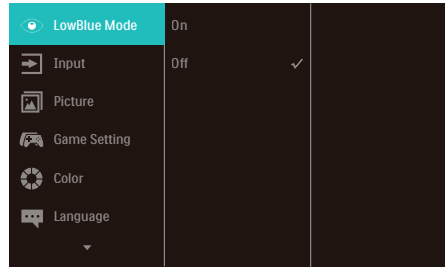 LowBlue Mode
On
Input
Off
Picture
Game Setting
Color
Language